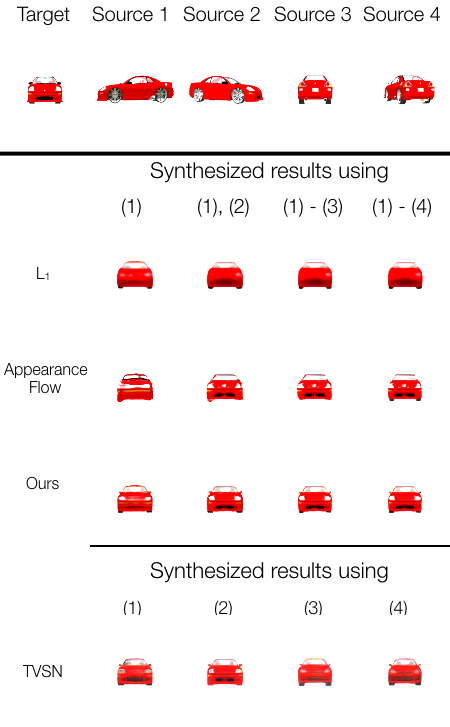 Target Source 1 Source 2 Source 3 Source 4
Synthesized results using
(1) (1), (2) (1) - (3) (1) - (4)
L₁
Appearance
Flow
Ours
Synthesized results using
(1) (2) (3) (4)
TVSN